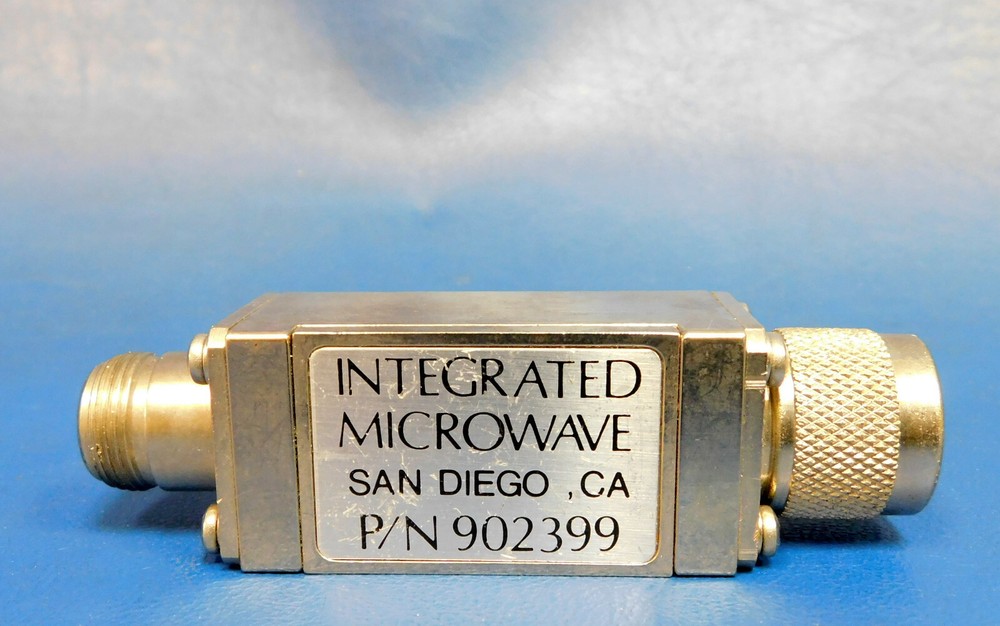 INTEGRATED
MICROWAVE
SAN DIEGO , CA
P/N 902399